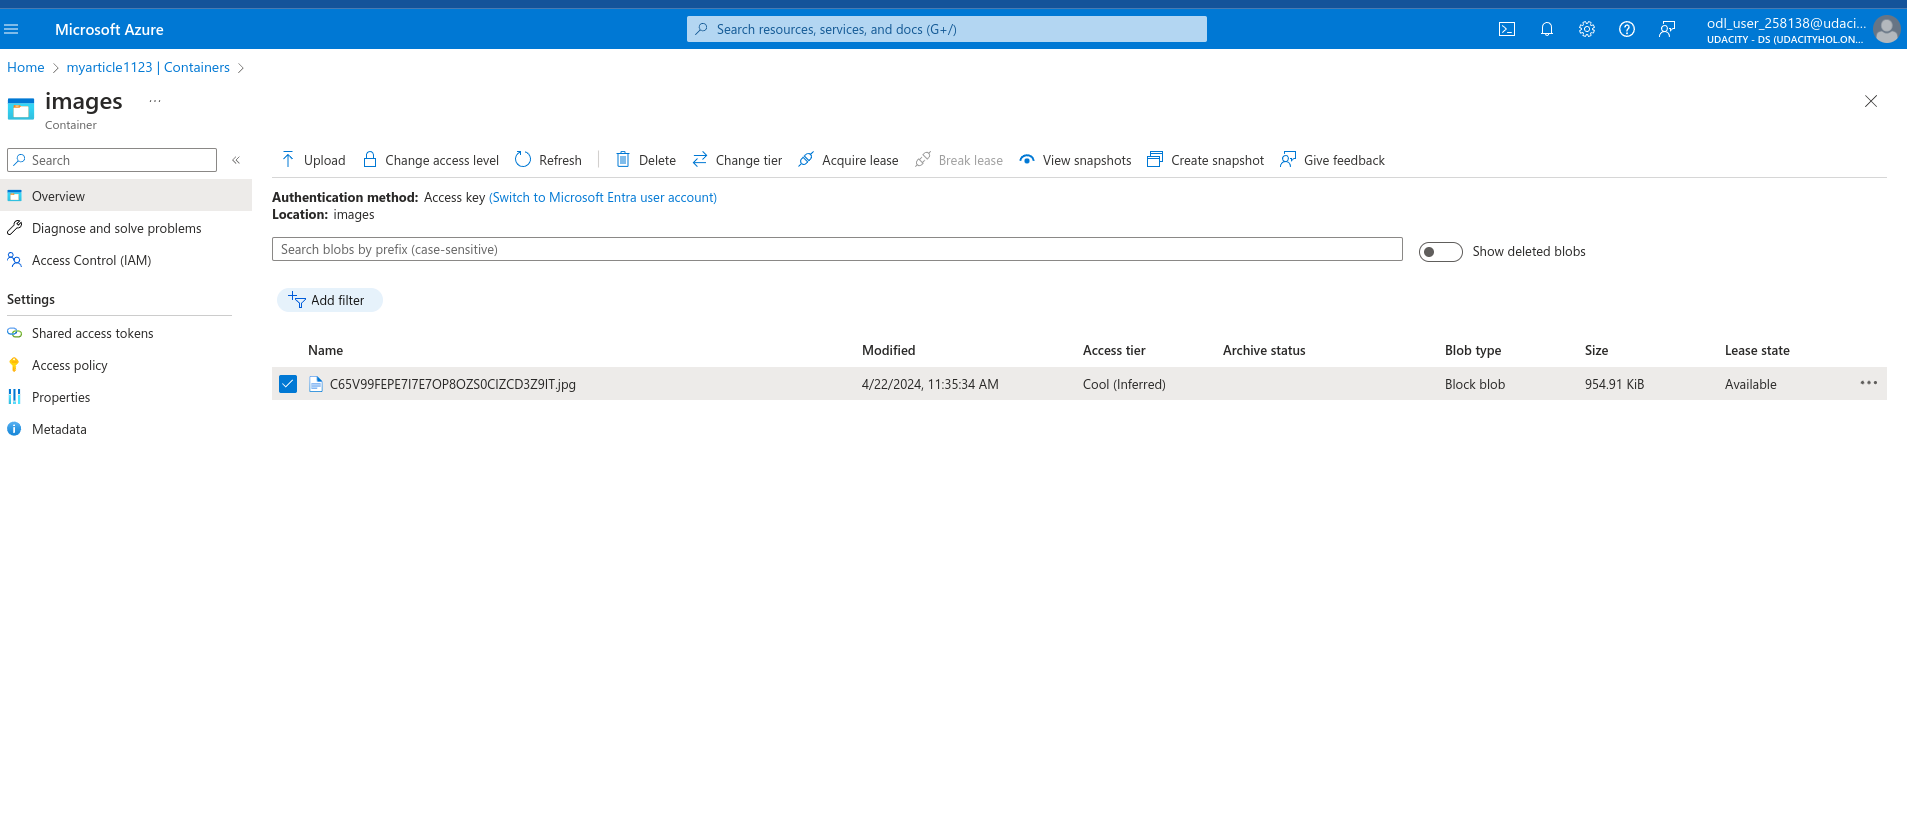 Microsoft Azure
Search resources, services, and docs (G+/)
odl_user_258138@udaci...
UDACITY - DS (UDACITYHOL.ON...
Home > myarticle1123 | Containers >
images ...
Container
Search «
Overview
Diagnose and solve problems
Access Control (IAM)
Settings
Shared access tokens
Access policy
Properties
Metadata
Upload Change access level Refresh Delete Change tier Acquire lease Break lease View snapshots Create snapshot Give feedback
Authentication method: Access key (Switch to Microsoft Entra user account)
Location: images
Search blobs by prefix (case-sensitive)
Show deleted blobs
Add filter
Name Modified Access tier Archive status Blob type Size Lease state
C65V99FEPE7I7E7OP8OZS0CIZCD3Z9IT.jpg 4/22/2024, 11:35:34 AM Cool (Inferred) Block blob 954.91 KiB Available ...